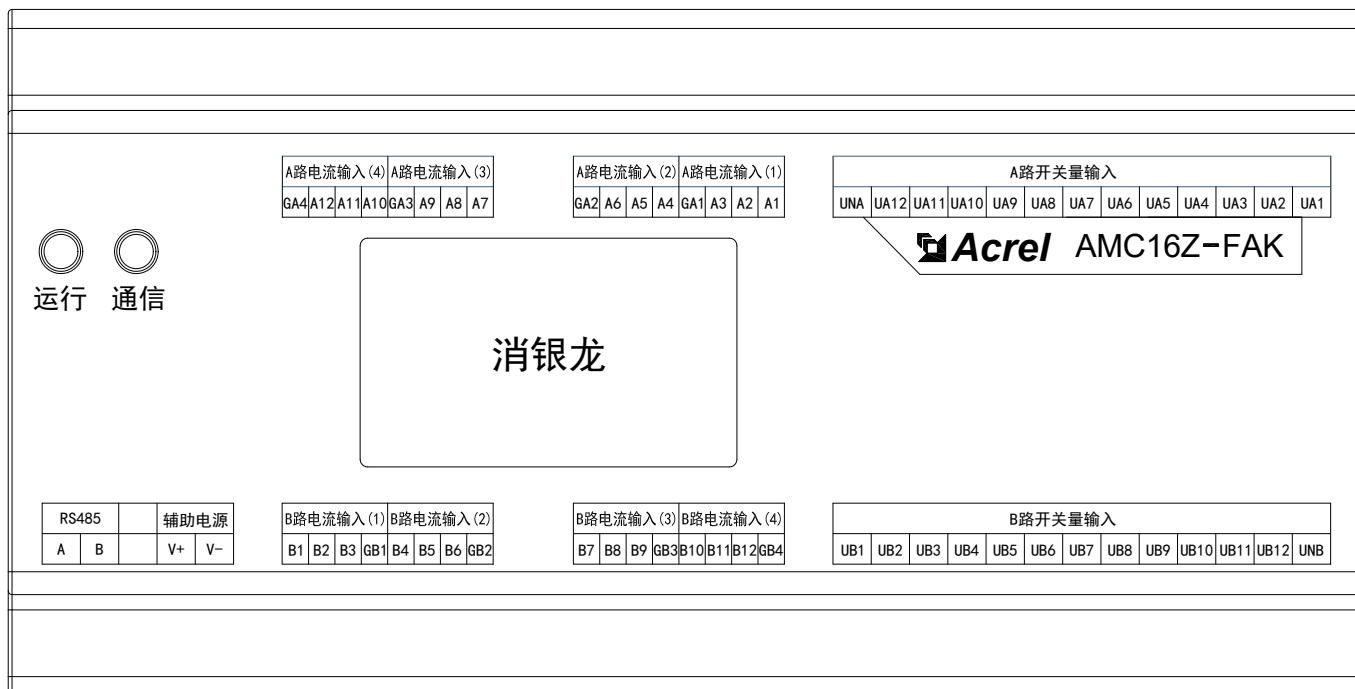 A路电流输入(4) A路电流输入(3) A路电流输入(2) A路电流输入(1) A路开关量输入
GA4 A12 A11 A10 GA3 A9 A8 A7 GA2 A6 A5 A4 GA1 A3 A2 A1 UNA UA12 UA11 UA10 UA9 UA8 UA7 UA6 UA5 UA4 UA3 UA2 UA1
Acrel AMC16Z-FAK
运行 通信
消银龙
RS485 辅助电源 B路电流输入(1) B路电流输入(2) B路电流输入(3) B路电流输入(4) B路开关量输入
A B V+ V- B1 B2 B3 GB1 B4 B5 B6 GB2 B7 B8 B9 GB3 B10 B11 B12 GB4 UB1 UB2 UB3 UB4 UB5 UB6 UB7 UB8 UB9 UB10 UB11 UB12 UNB